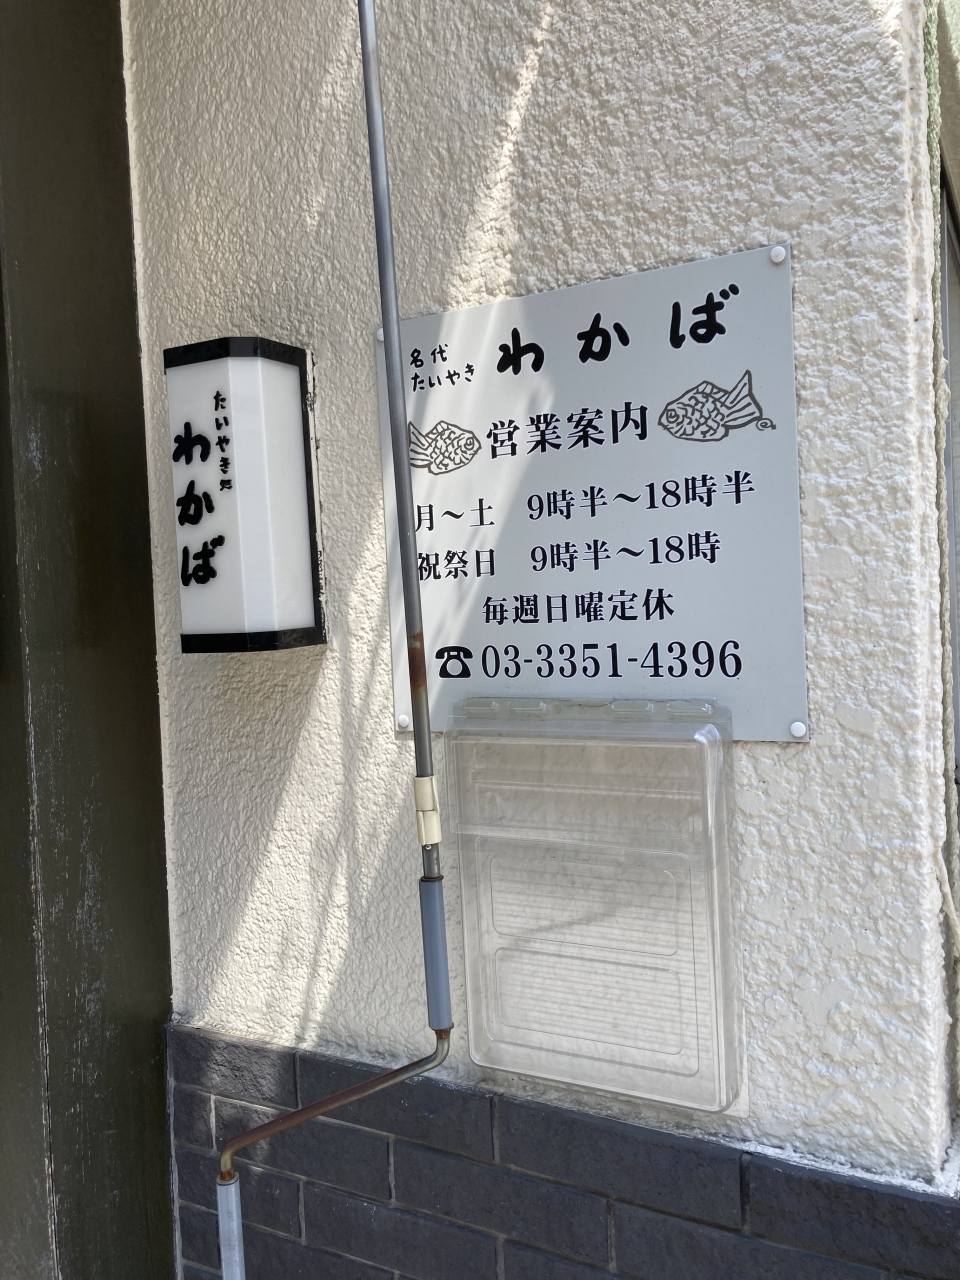 たいやき処
わかば
名代
たいやき
わかば
営業案内
月〜土 9時半〜18時半
祝祭日 9時半〜18時
毎週日曜定休
☎03-3351-4396